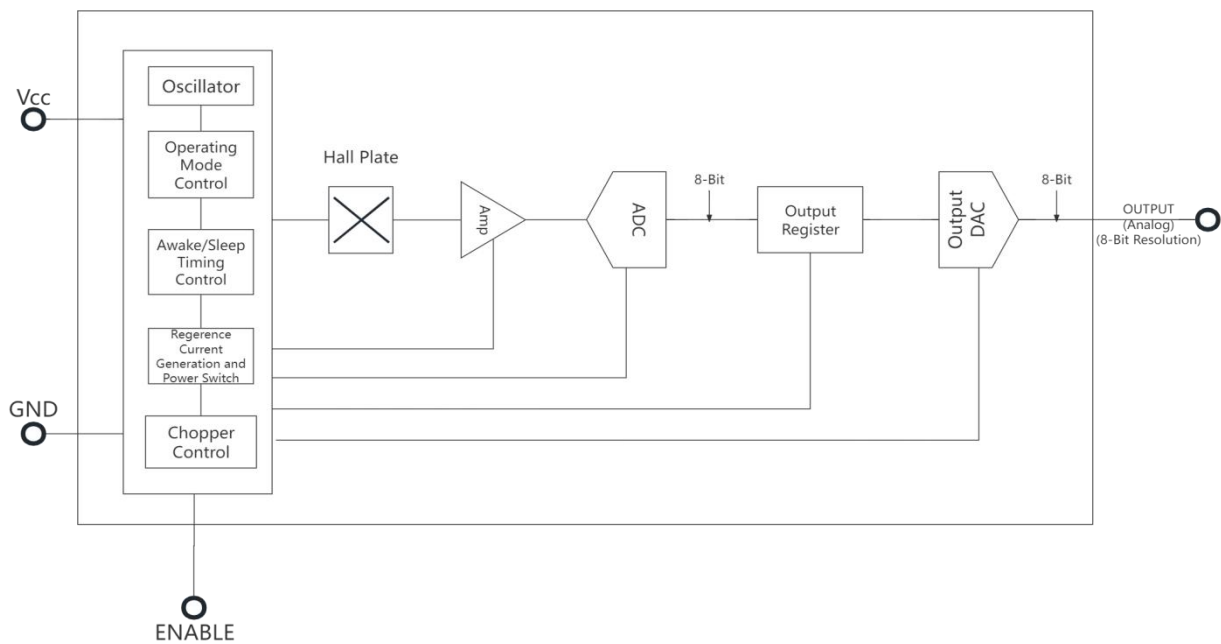 Vcc
GND
ENABLE
Oscillator
Operating
Mode
Control
Awake/Sleep
Timing
Control
Regerence
Current
Generation and
Power Switch
Chopper
Control
Hall Plate
Amp
ADC
8-Bit
Output
Register
Output
DAC
8-Bit
OUTPUT
(Analog)
(8-Bit Resolution)